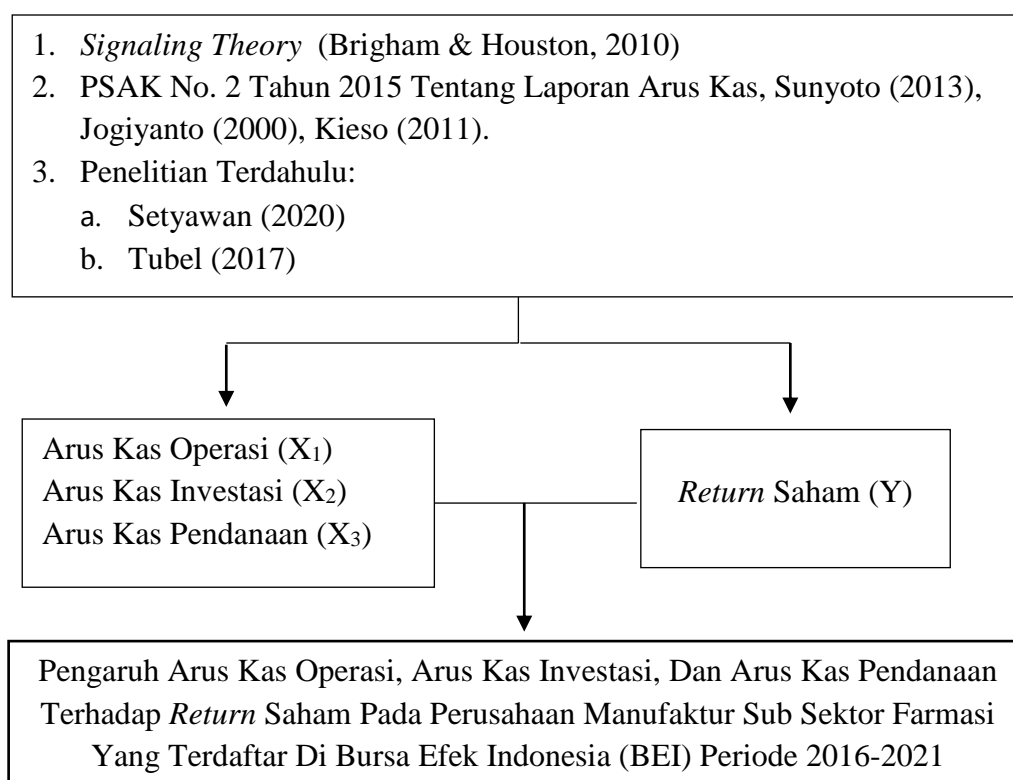 1. Signaling Theory (Brigham & Houston, 2010)
2. PSAK No. 2 Tahun 2015 Tentang Laporan Arus Kas, Sunyoto (2013),
Jogiyanto (2000), Kieso (2011).
3. Penelitian Terdahulu:
a. Setyawan (2020)
b. Tubel (2017)
Arus Kas Operasi (X₁)
Arus Kas Investasi (X₂)
Arus Kas Pendanaan (X₃)
Return Saham (Y)
Pengaruh Arus Kas Operasi, Arus Kas Investasi, Dan Arus Kas Pendanaan
Terhadap Return Saham Pada Perusahaan Manufaktur Sub Sektor Farmasi
Yang Terdaftar Di Bursa Efek Indonesia (BEI) Periode 2016-2021